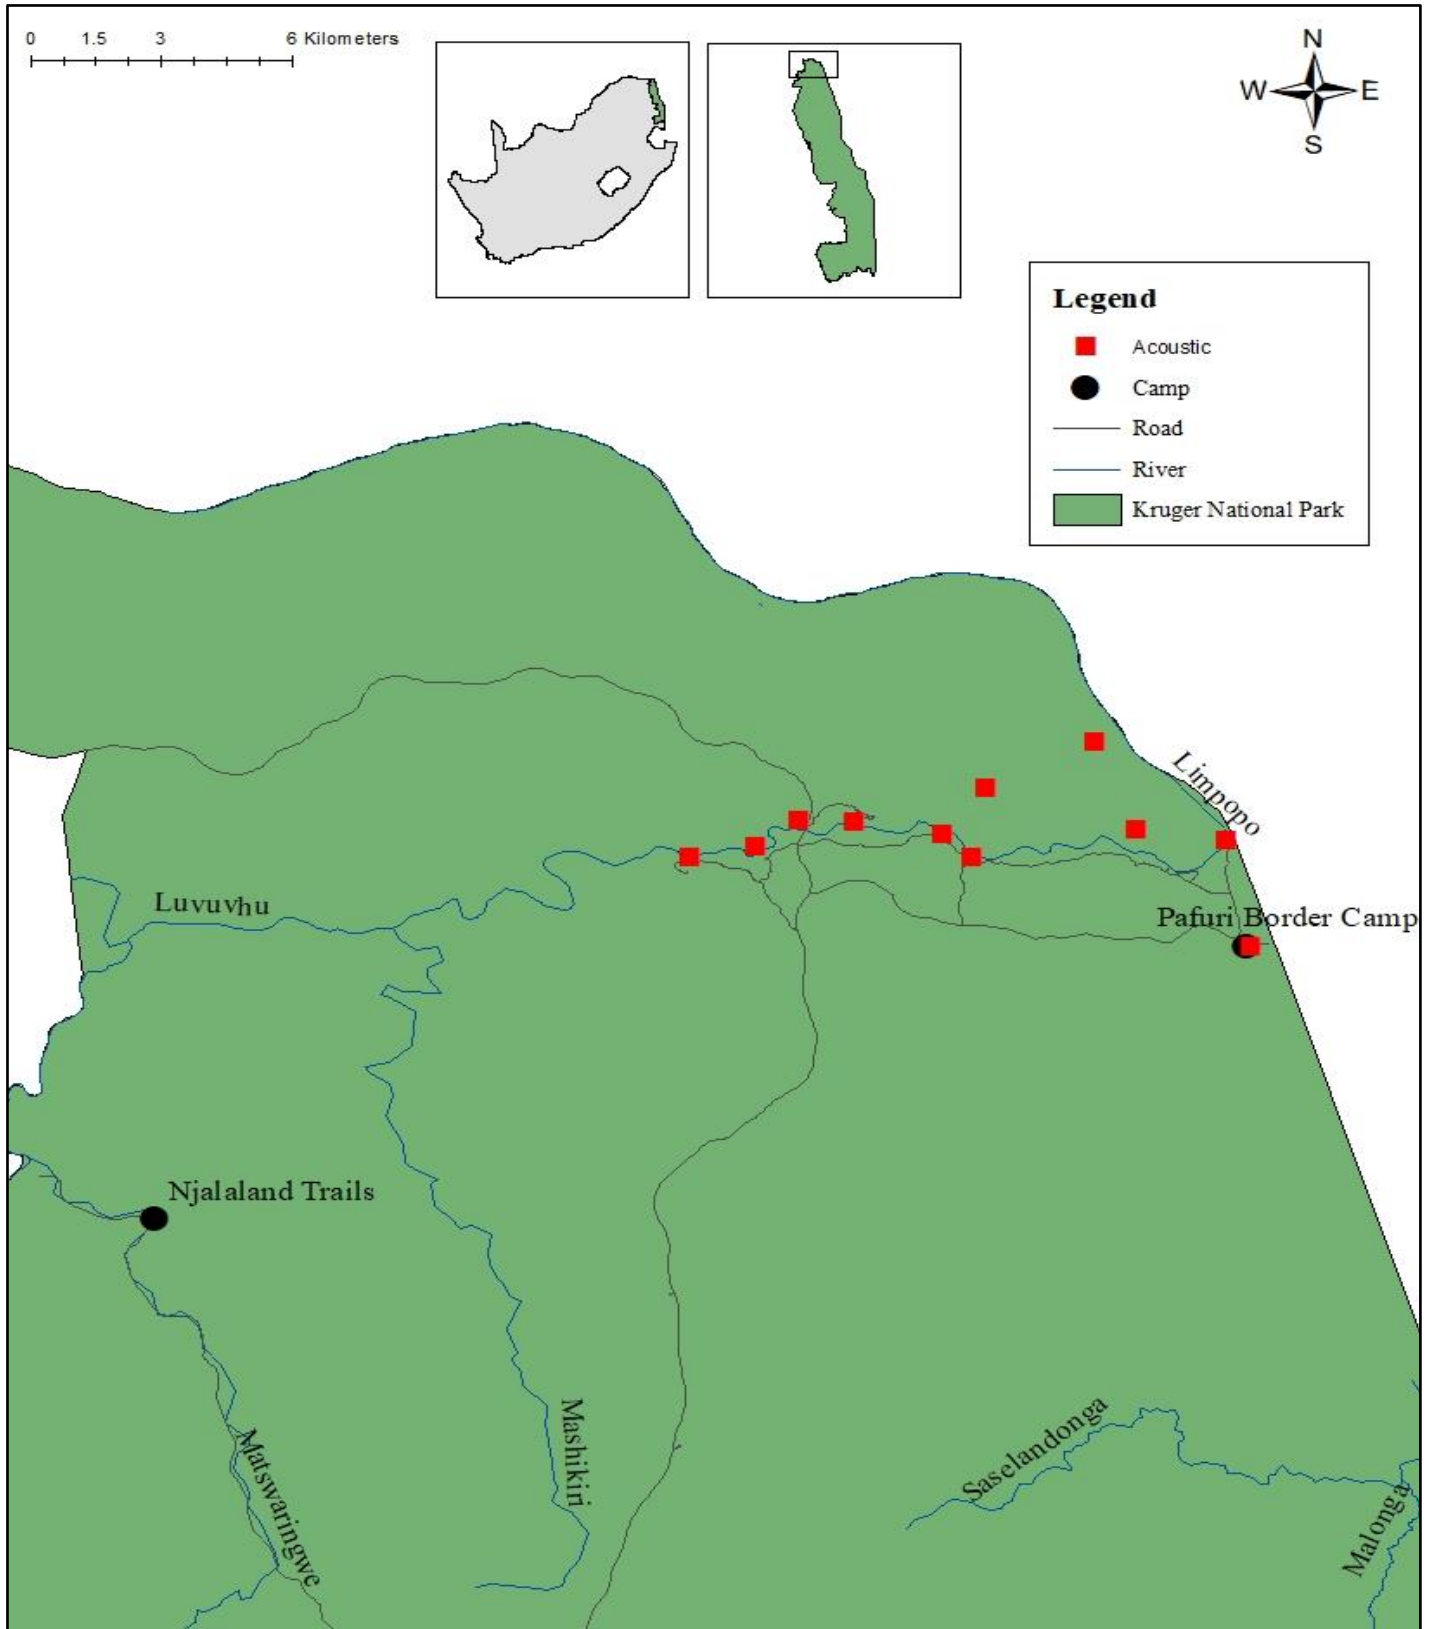 0 1.5 3 6 Kilometers
N
W E
S
Legend
Acoustic
Camp
Road
River
Kruger National Park
Limpopo
Luvuvhu
Pafuri Border Camp
Njalaland Trails
Mashikiri
Saselandonga
Matswaringwe
Malonga